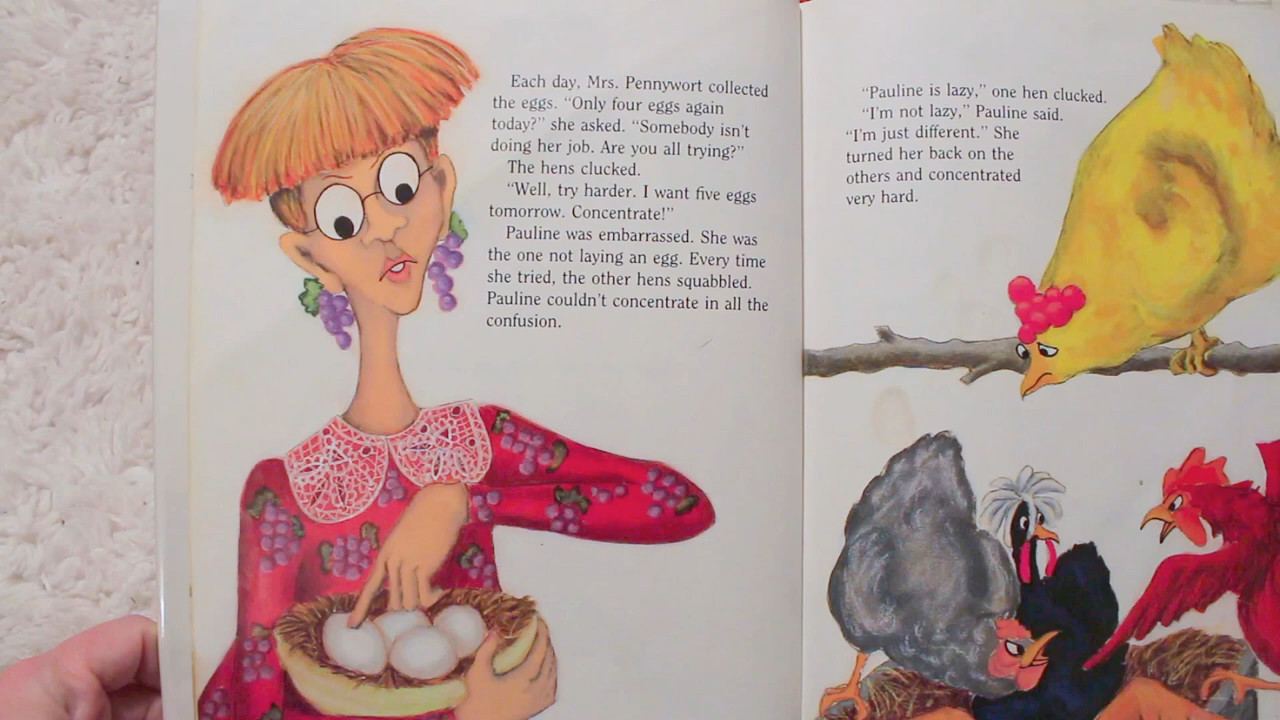 Each day, Mrs. Pennywort collected
the eggs. “Only four eggs again
today?” she asked. “Somebody isn’t
doing her job. Are you all trying?”
The hens clucked.
“Well, try harder. I want five eggs
tomorrow. Concentrate!”
Pauline was embarrassed. She was
the one not laying an egg. Every time
she tried, the other hens squabbled.
Pauline couldn’t concentrate in all the
confusion.
“Pauline is lazy,” one hen clucked.
“I’m not lazy,” Pauline said.
“I’m just different.” She
turned her back on the
others and concentrated
very hard.